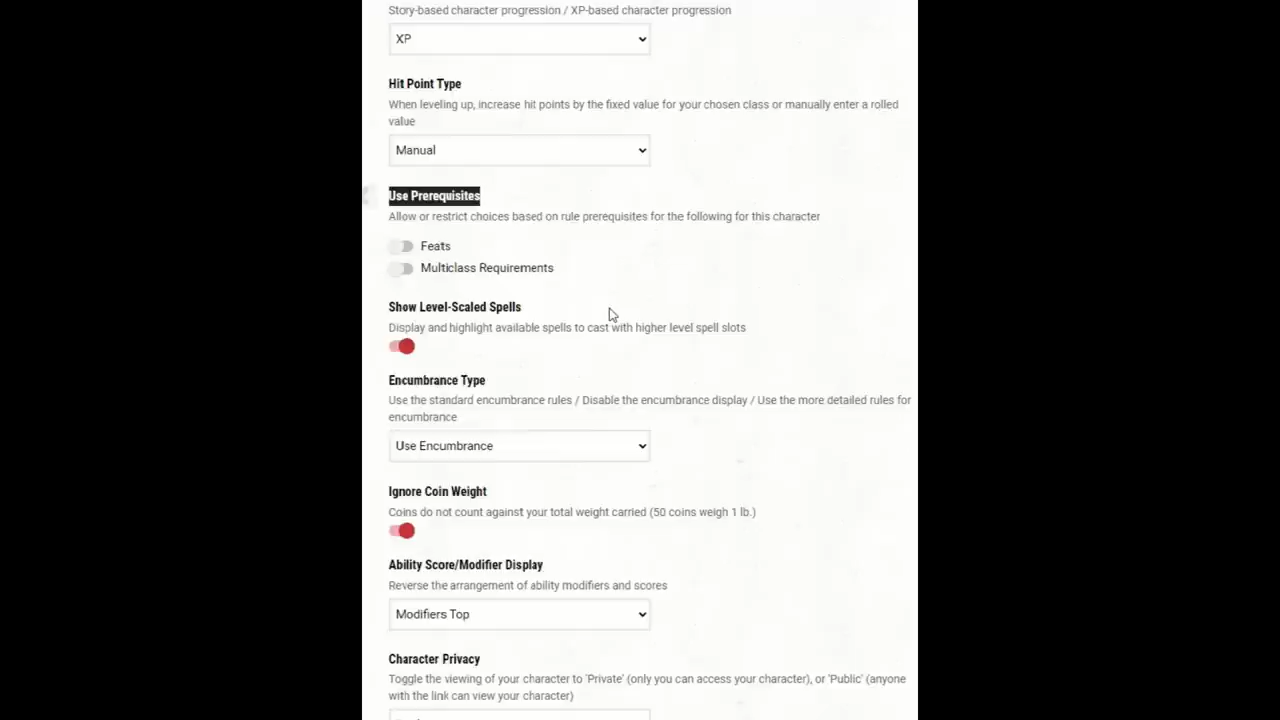 Story-based character progression / XP-based character progression
XP
Hit Point Type
When leveling up, increase hit points by the fixed value for your chosen class or manually enter a rolled
value
Manual
Use Prerequisites
Allow or restrict choices based on rule prerequisites for the following for this character
Feats
Multiclass Requirements
Show Level-Scaled Spells
Display and highlight available spells to cast with higher level spell slots
Encumbrance Type
Use the standard encumbrance rules / Disable the encumbrance display / Use the more detailed rules for
encumbrance
Use Encumbrance
Ignore Coin Weight
Coins do not count against your total weight carried (50 coins weigh 1 lb.)
Ability Score/Modifier Display
Reverse the arrangement of ability modifiers and scores
Modifiers Top
Character Privacy
Toggle the viewing of your character to 'Private' (only you can access your character), or 'Public' (anyone
with the link can view your character)